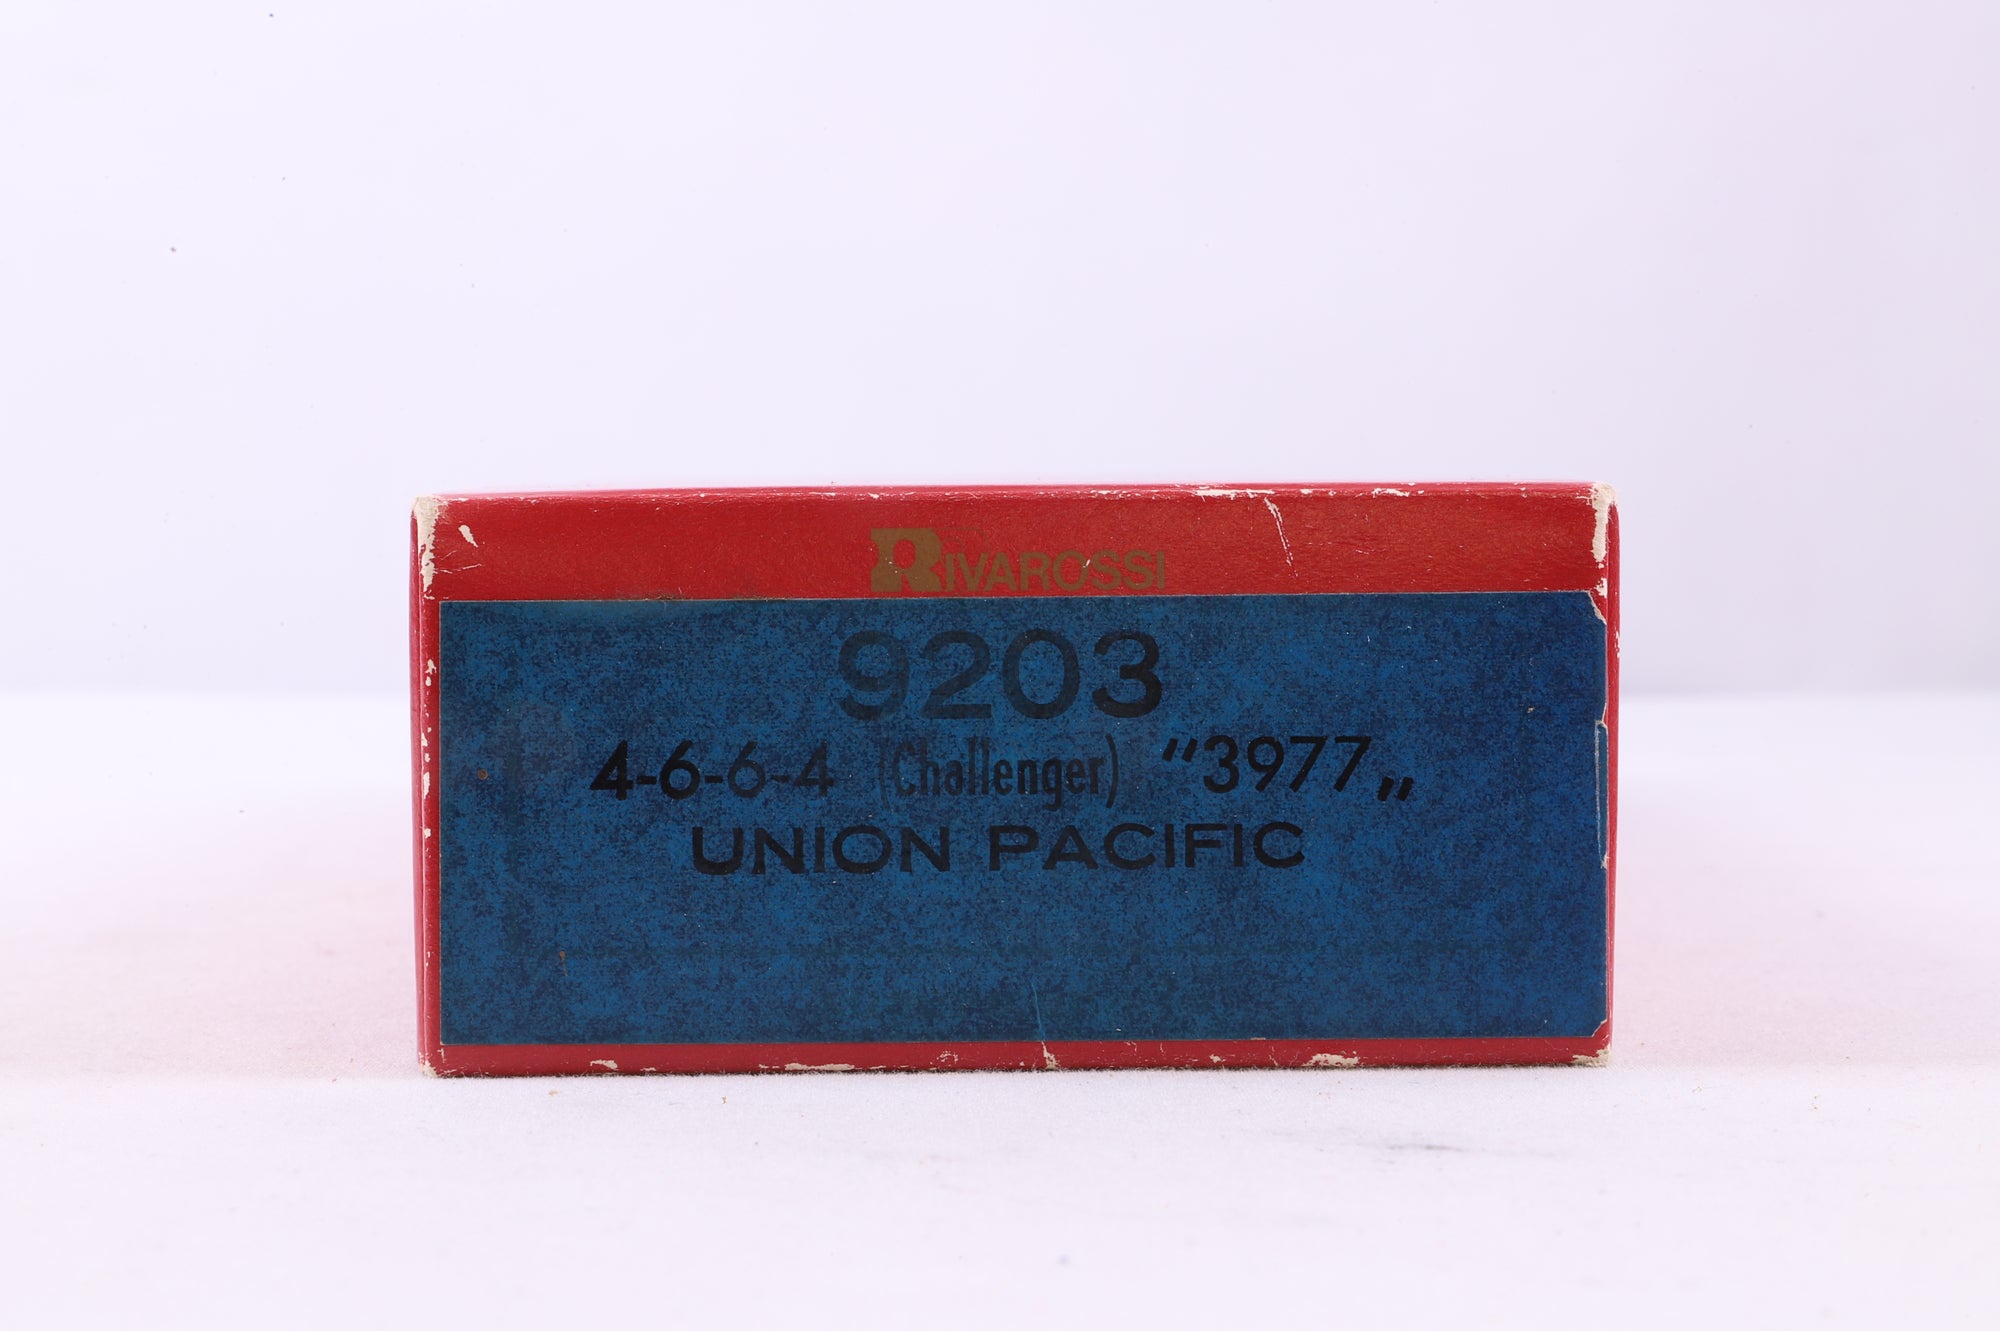 RIVAROSSI
9203
4-6-6-4 (Challenger) “3977„
UNION PACIFIC